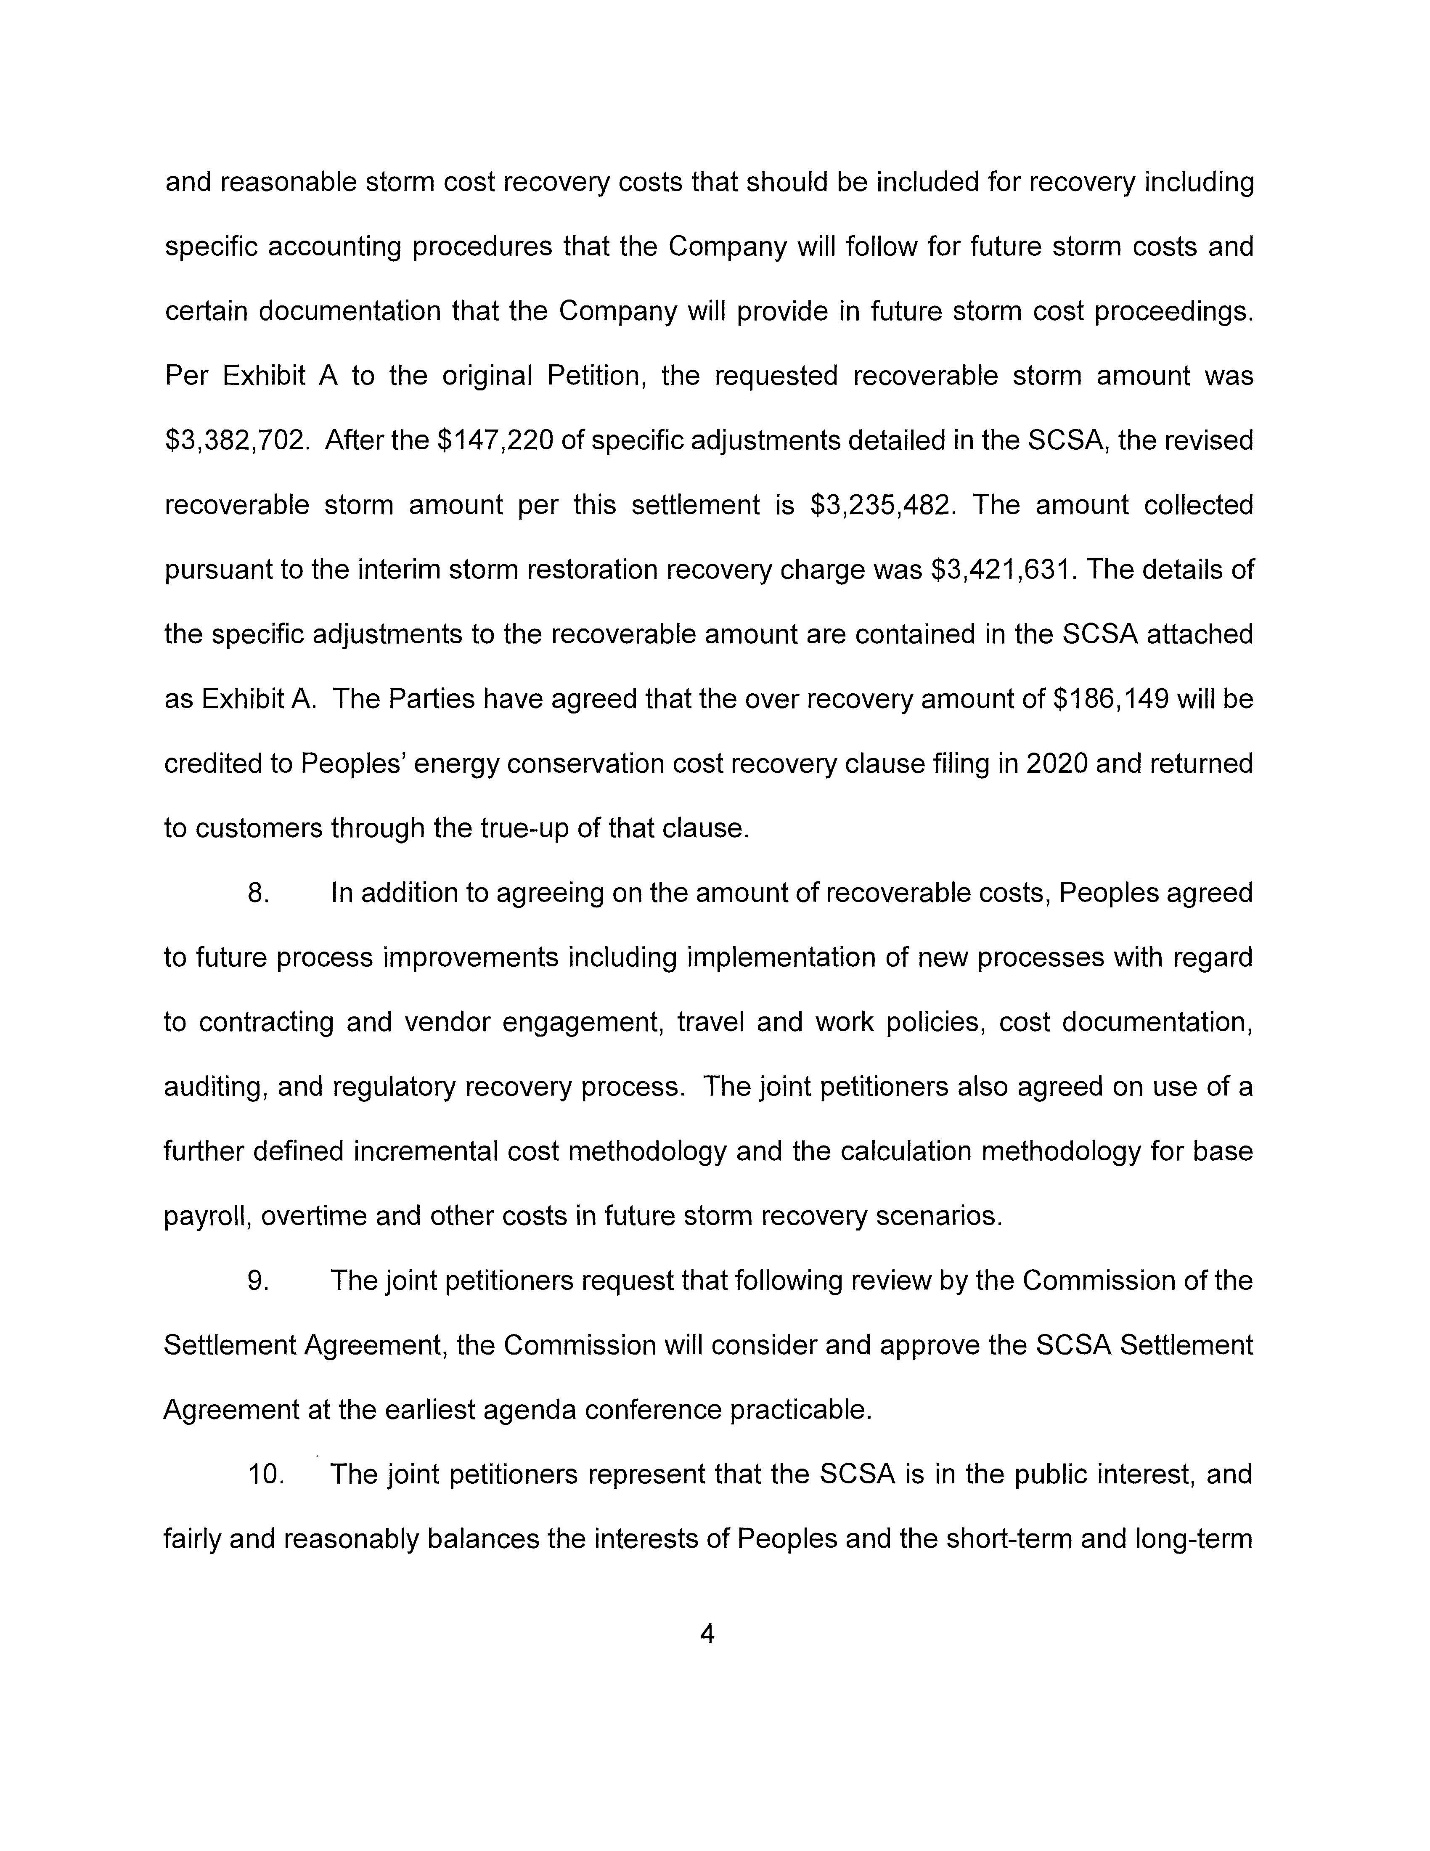 and reasonable storm cost recovery costs that should be included for recovery including
specific accounting procedures that the Company will follow for future storm costs and
certain documentation that the Company will provide in future storm cost proceedings.
Per Exhibit A to the original Petition, the requested recoverable storm amount was
$3,382,702. After the $147,220 of specific adjustments detailed in the SCSA, the revised
recoverable storm amount per this settlement is $3,235,482. The amount collected
pursuant to the interim storm restoration recovery charge was $3,421,631. The details of
the specific adjustments to the recoverable amount are contained in the SCSA attached
as Exhibit A. The Parties have agreed that the over recovery amount of $186,149 will be
credited to Peoples’ energy conservation cost recovery clause filing in 2020 and returned
to customers through the true-up of that clause.
8. In addition to agreeing on the amount of recoverable costs, Peoples agreed
to future process improvements including implementation of new processes with regard
to contracting and vendor engagement, travel and work policies, cost documentation,
auditing, and regulatory recovery process. The joint petitioners also agreed on use of a
further defined incremental cost methodology and the calculation methodology for base
payroll, overtime and other costs in future storm recovery scenarios.
9. The joint petitioners request that following review by the Commission of the
Settlement Agreement, the Commission will consider and approve the SCSA Settlement
Agreement at the earliest agenda conference practicable.
10. The joint petitioners represent that the SCSA is in the public interest, and
fairly and reasonably balances the interests of Peoples and the short-term and long-term
4